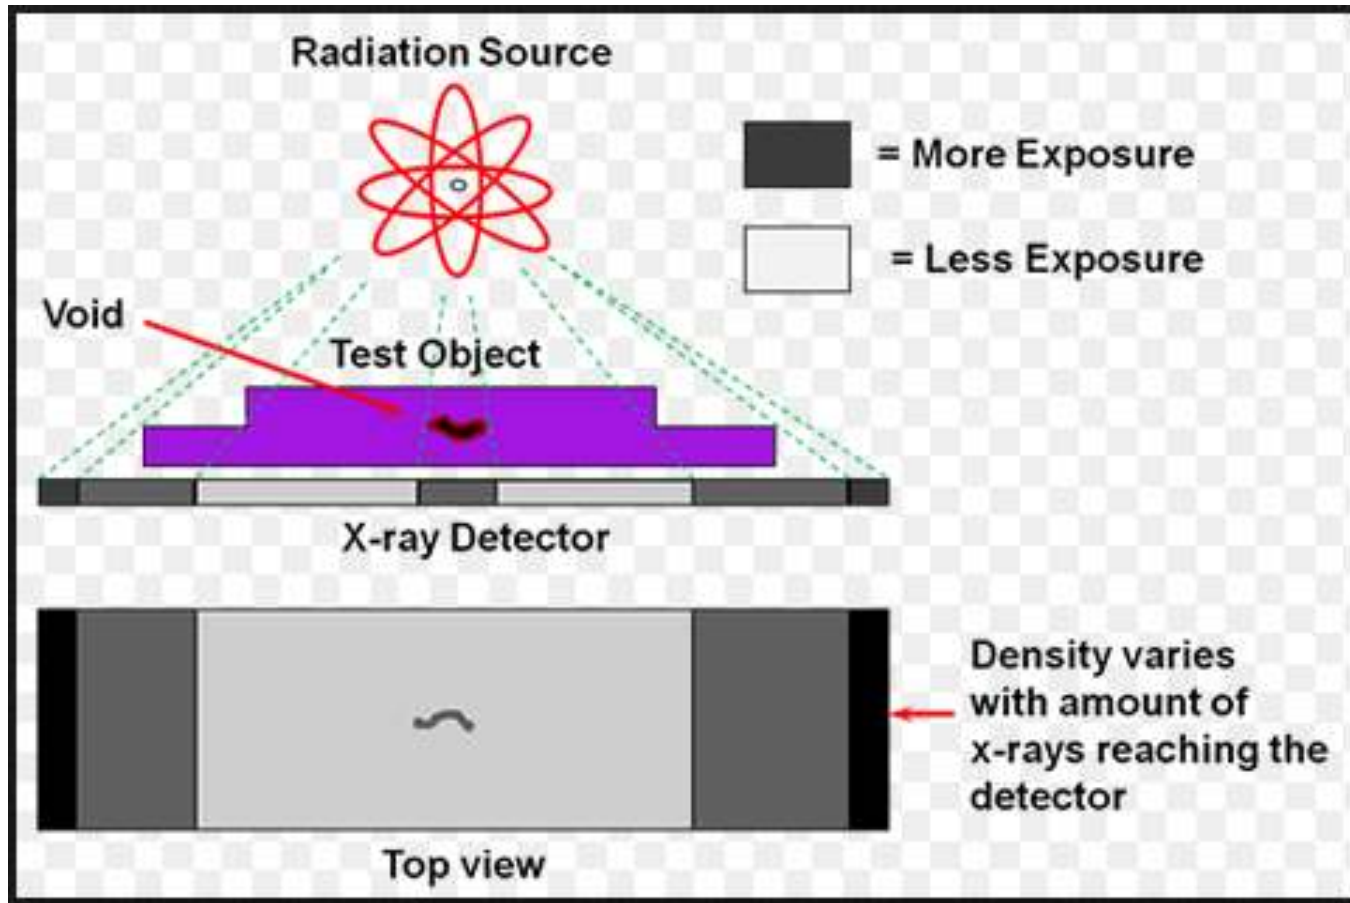 Radiation Source
= More Exposure
= Less Exposure
Void
Test Object
X-ray Detector
Density varies
with amount of
x-rays reaching the
detector
Top view